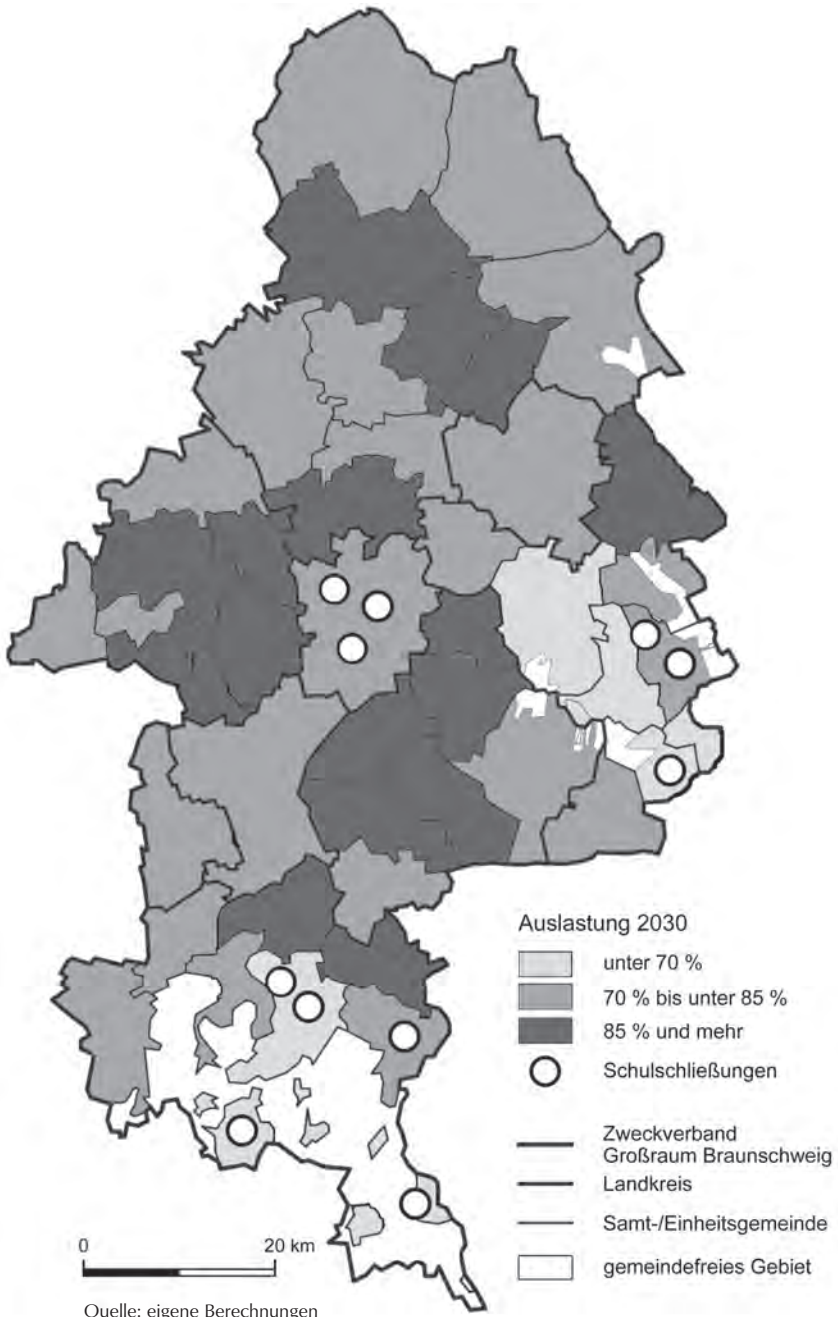 Auslastung 2030
unter 70 %
70 % bis unter 85 %
85 % und mehr
Schulschließungen
Zweckverband
Großraum Braunschweig
Landkreis
Samt-/Einheitsgemeinde
gemeindefreies Gebiet
0 20 km
Quelle: eigene Berechnungen